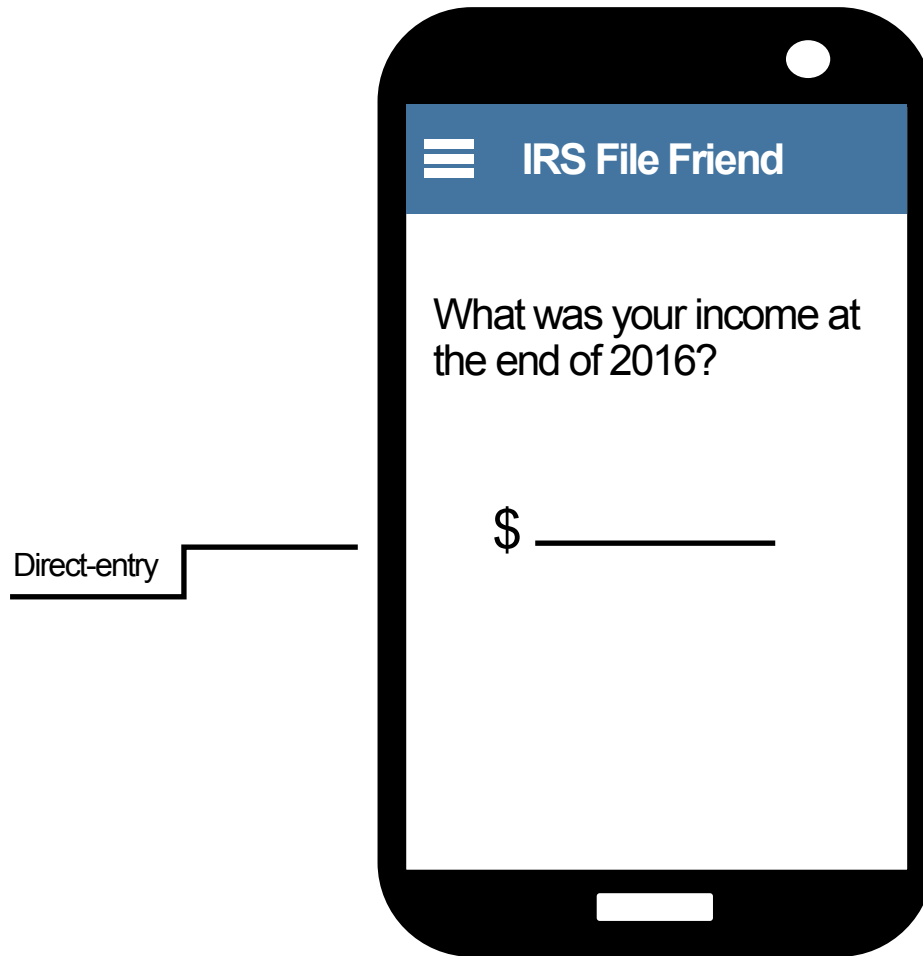 IRS File Friend
What was your income at
the end of 2016?
$
Direct-entry